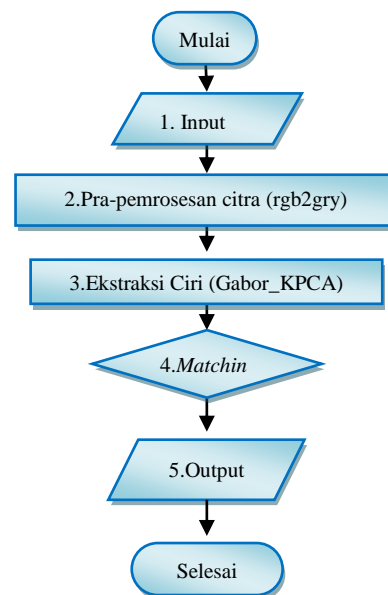 Mulai
1. Input
2.Pra-pemrosesan citra (rgb2gry)
3.Ekstraksi Ciri (Gabor_KPCA)
4.Matchin
5.Output
Selesai